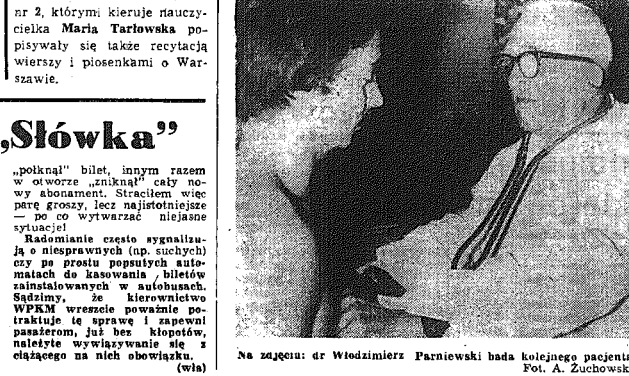 nr 2, którymi kieruje nauczy-
cielka Maria Tarłowska po-
pisywały się także recytacją
wierszy i piosenkami o War-
szawie.
„Słówka”
„połknął” bilet, innym razem
w otworze „zniknął” cały no-
wy abonament. Straciłem więc
parę groszy, lecz najistotniejsze
— po co wytwarzać niejasne
sytuacje!
Radomianie często sygnalizu-
ją o niesprawnych (np. suchych)
czy po prostu popsutych auto-
matach do kasowania biletów
zainstalowanych w autobusach.
Sądzimy, że kierownictwo
WPKM wreszcie poważnie po-
traktuje tę sprawę i zapewni
pasażerom, już bez kłopotów,
należyte wywiązywanie się z
ciążącego na nich obowiązku.
(wła)
Na zdjęciu: dr Włodzimierz Parniewski bada kolejnego pacjenta
Fot. A. Żuchowsk